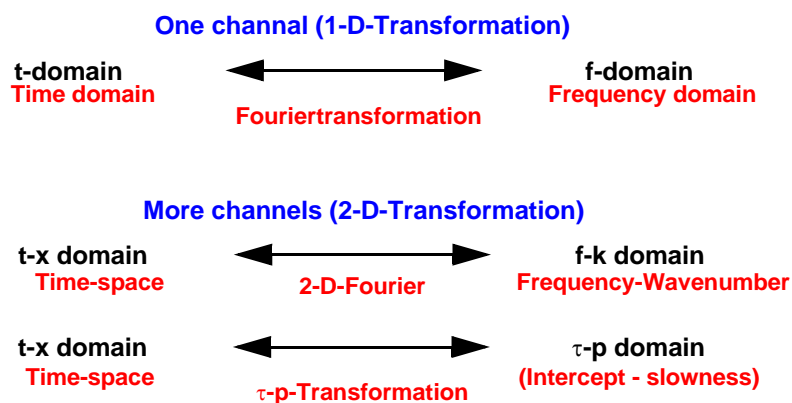 One channel (1-D-Transformation)
t-domain f-domain
Time domain Frequency domain
Fouriertransformation
More channels (2-D-Transformation)
t-x domain f-k domain
Time-space 2-D-Fourier Frequency-Wavenumber
t-x domain τ-p domain
Time-space τ-p-Transformation (Intercept - slowness)